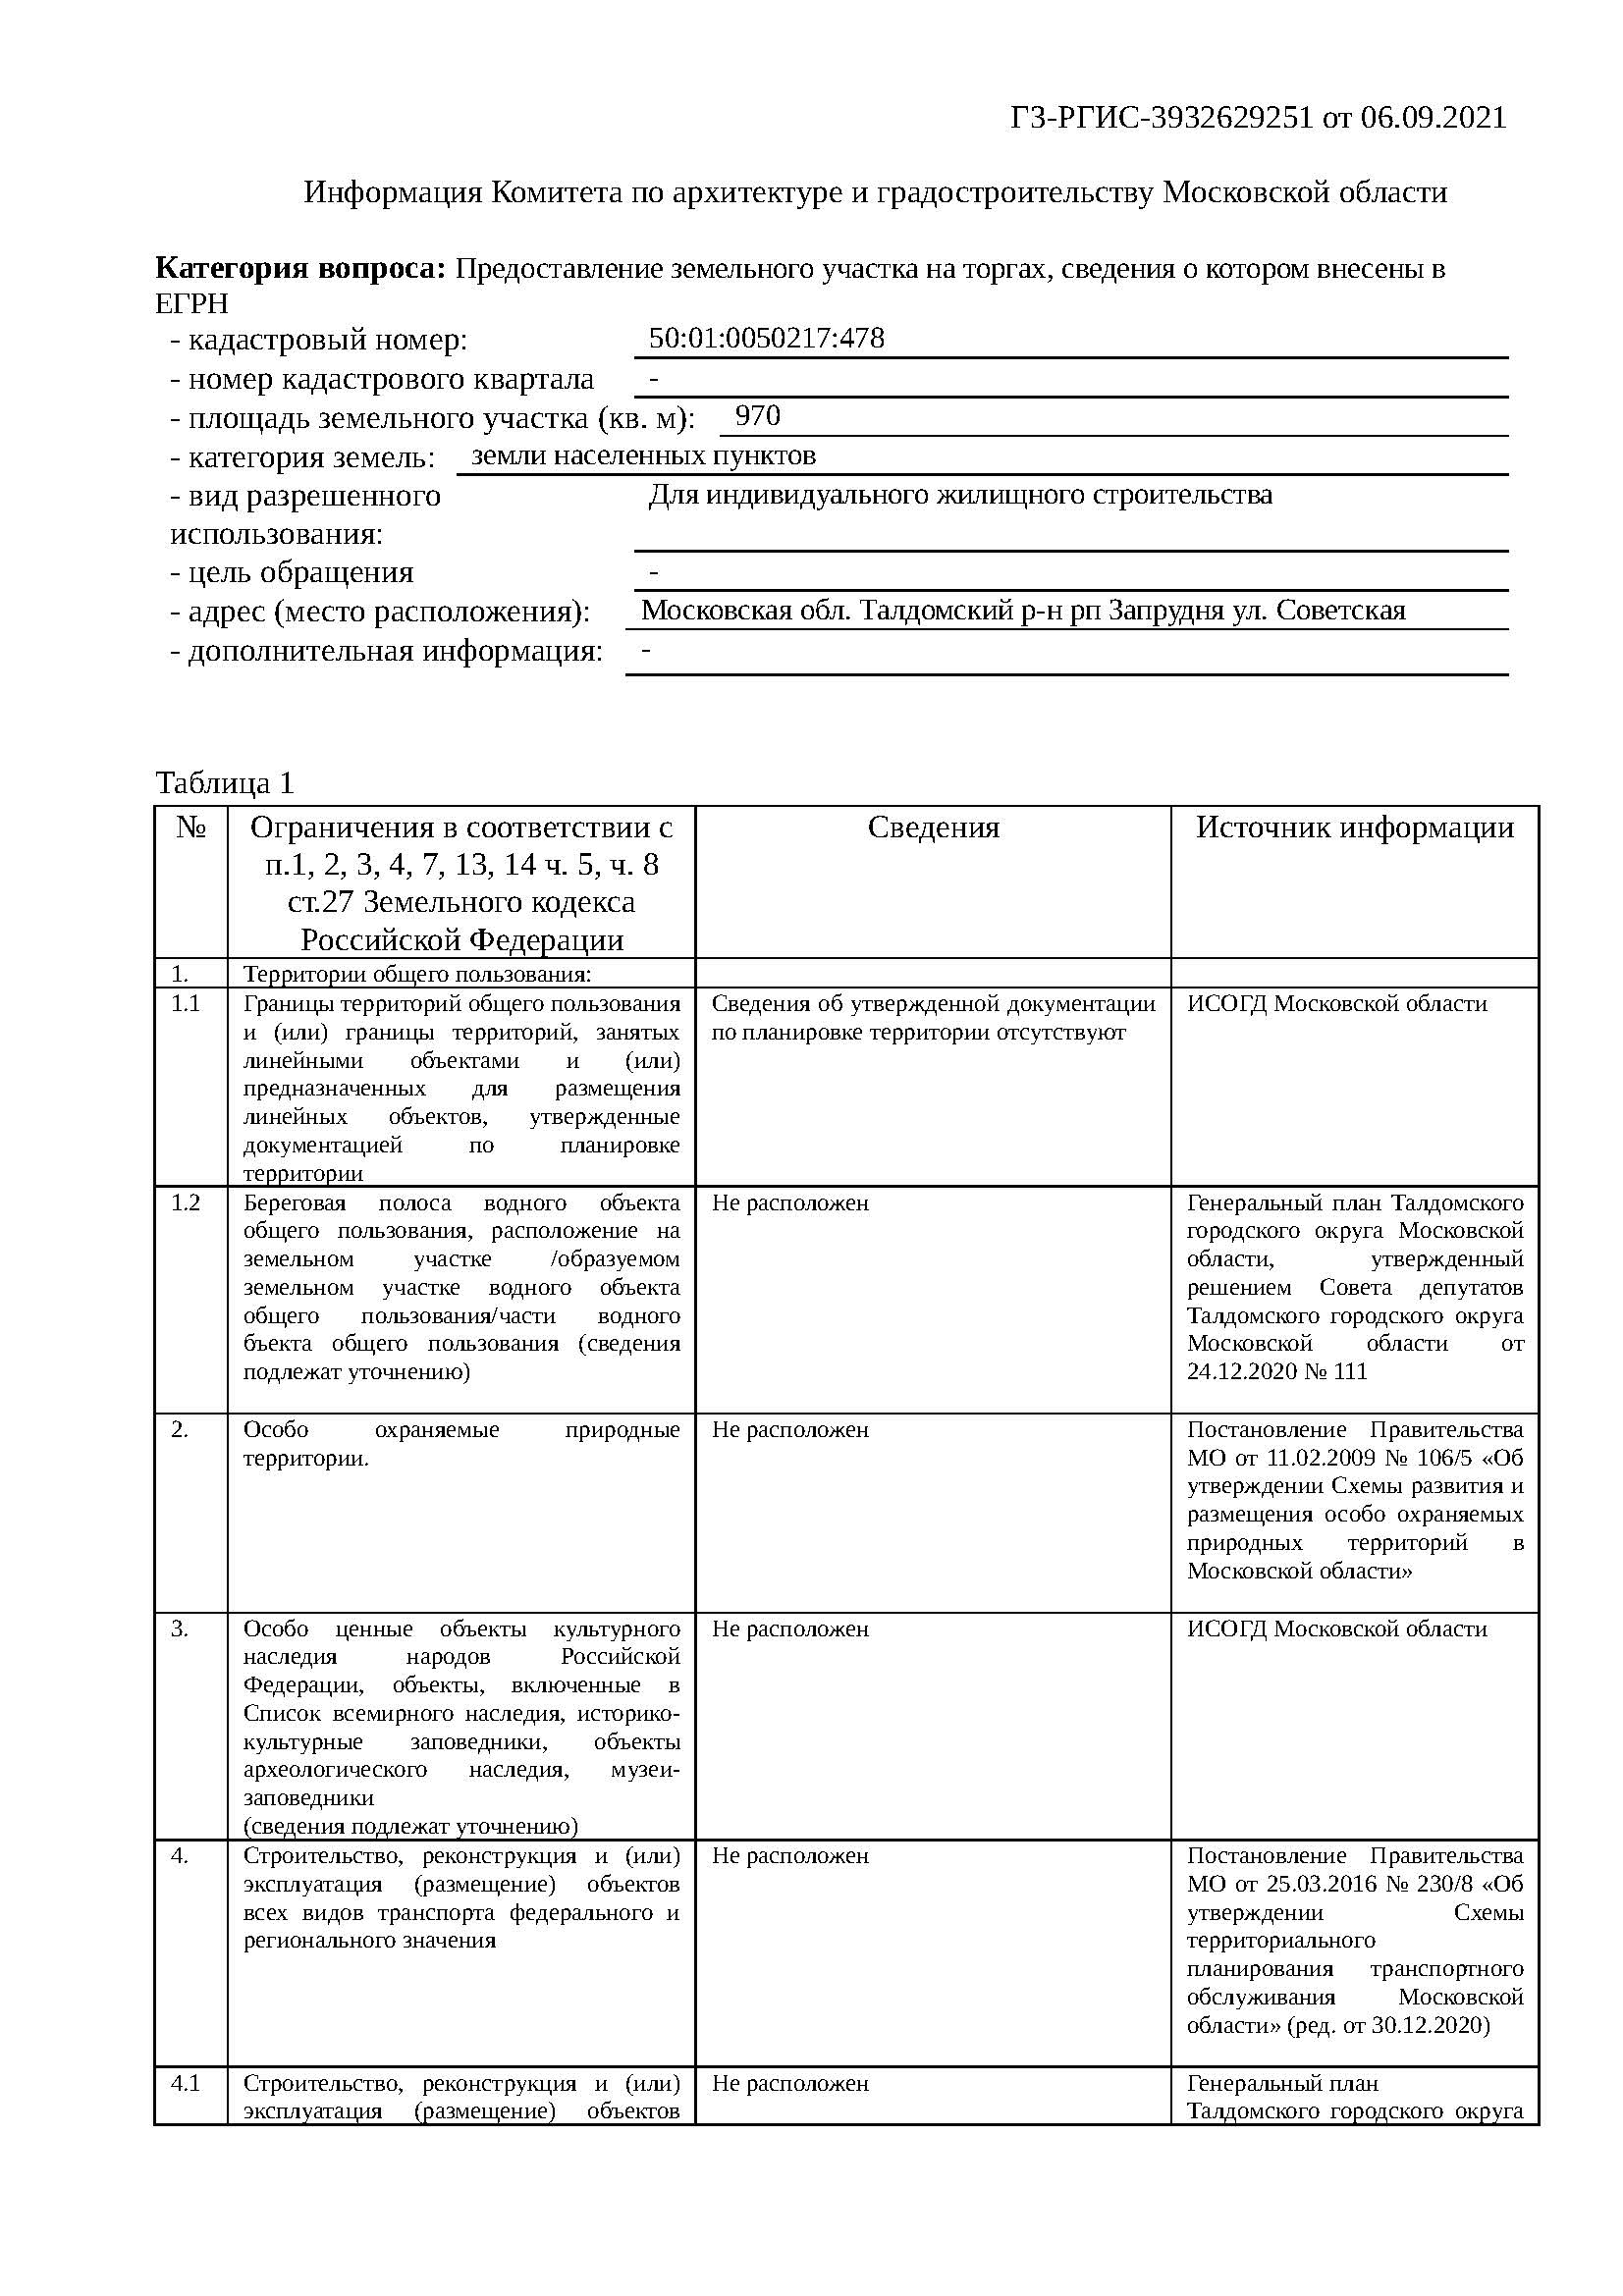 ГЗ-РГИС-3932629251 от 06.09.2021
Информация Комитета по архитектуре и градостроительству Московской области
Категория вопроса: Предоставление земельного участка на торгах, сведения о котором внесены в
ЕГРН
- кадастровый номер: 50:01:0050217:478
- номер кадастрового квартала -
- площадь земельного участка (кв. м): 970
- категория земель: земли населенных пунктов
- вид разрешенного Для индивидуального жилищного строительства
использования:
- цель обращения -
- адрес (место расположения): Московская обл. Талдомский р-н рп Запрудня ул. Советская
- дополнительная информация: -
Таблица 1
№ Ограничения в соответствии с Сведения Источник информации
п.1, 2, 3, 4, 7, 13, 14 ч. 5, ч. 8
ст.27 Земельного кодекса
Российской Федерации
1. Территории общего пользования:
1.1 Границы территорий общего пользования Сведения об утвержденной документации ИСОГД Московской области
и (или) границы территорий, занятых по планировке территории отсутствуют
линейными объектами и (или)
предназначенных для размещения
линейных объектов, утвержденные
документацией по планировке
территории
1.2 Береговая полоса водного объекта Не расположен Генеральный план Талдомского
общего пользования, расположение на городского округа Московской
земельном участке /образуемом области, утвержденный
земельном участке водного объекта решением Совета депутатов
общего пользования/части водного Талдомского городского округа
бъекта общего пользования (сведения Московской области от
подлежат уточнению) 24.12.2020 № 111
2. Особо охраняемые природные Не расположен Постановление Правительства
территории. МО от 11.02.2009 № 106/5 «Об
утверждении Схемы развития и
размещения особо охраняемых
природных территорий в
Московской области»
3. Особо ценные объекты культурного Не расположен ИСОГД Московской области
наследия народов Российской
Федерации, объекты, включенные в
Список всемирного наследия, историко-
культурные заповедники, объекты
археологического наследия, музеи-
заповедники
(сведения подлежат уточнению)
4. Строительство, реконструкция и (или) Не расположен Постановление Правительства
эксплуатация (размещение) объектов МО от 25.03.2016 № 230/8 «Об
всех видов транспорта федерального и утверждении Схемы
регионального значения территориального
планирования транспортного
обслуживания Московской
области» (ред. от 30.12.2020)
4.1 Строительство, реконструкция и (или) Не расположен Генеральный план
эксплуатация (размещение) объектов Талдомского городского округа